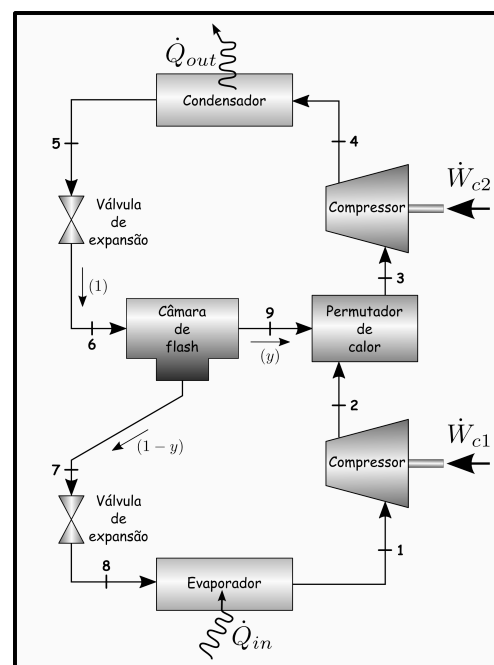 Q̇out
Condensador
5
4
Válvula
de
expansão
Compressor
Ẇc2
3
(1)
Câmara
de
flash
9
Permutador
de
calor
6
(y)
2
(1 − y)
Ẇc1
7
Compressor
Válvula
de
expansão
1
8
Evaporador
Q̇in